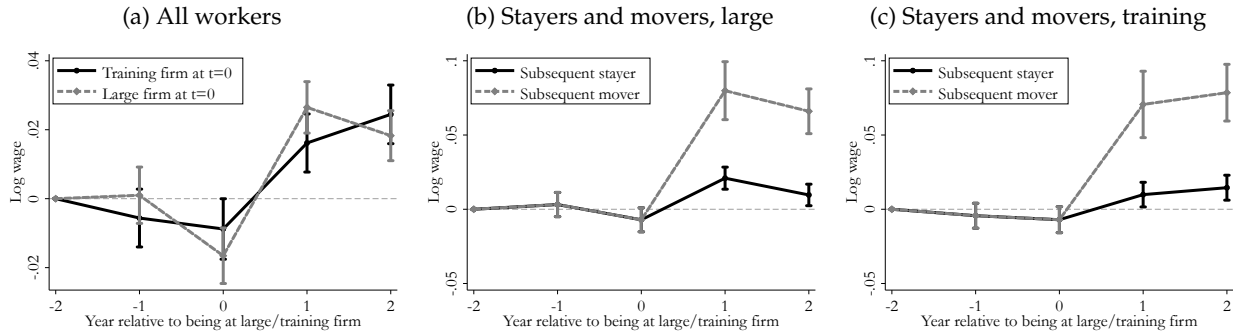 (a) All workers
Log wage
.04
.02
0
-.02
Training firm at t=0
Large firm at t=0
-2 -1 0 1 2
Year relative to being at large/training firm
(b) Stayers and movers, large
Log wage
.1
.05
0
-.05
Subsequent stayer
Subsequent mover
-2 -1 0 1 2
Year relative to being at large/training firm
(c) Stayers and movers, training
Log wage
.1
.05
0
-.05
Subsequent stayer
Subsequent mover
-2 -1 0 1 2
Year relative to being at large/training firm